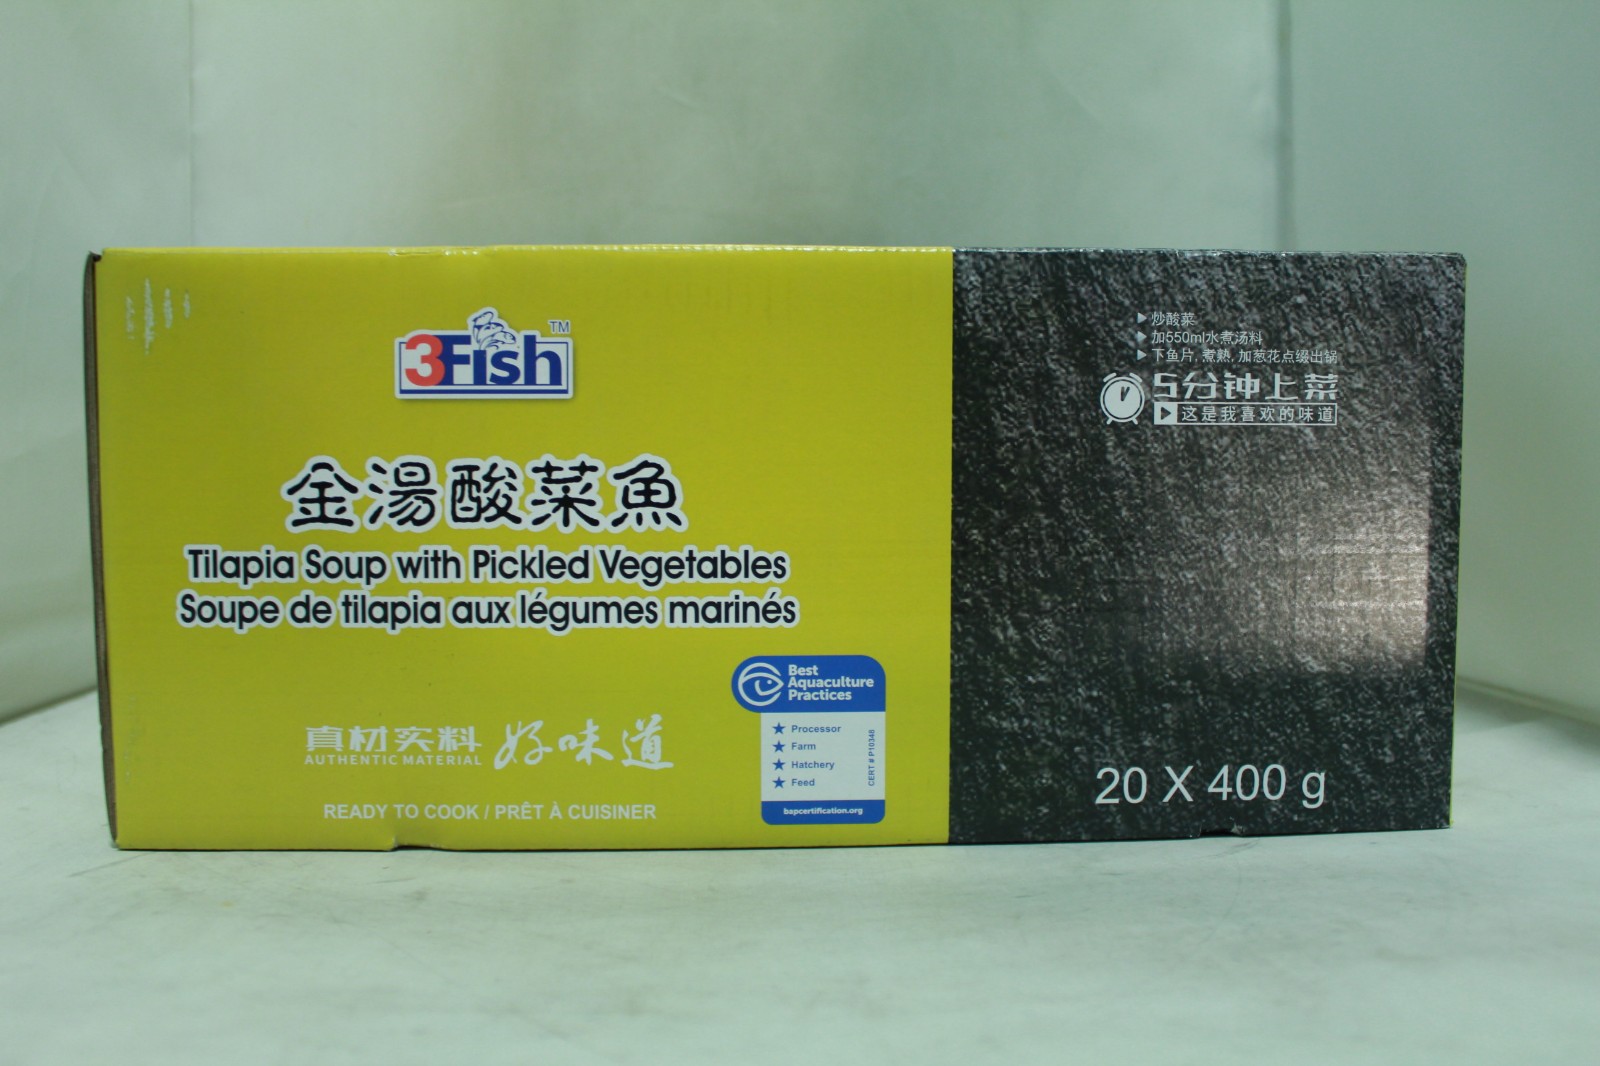 3Fish TM
金湯酸菜魚
Tilapia Soup with Pickled Vegetables
Soupe de tilapia aux légumes marinés
真材实料 好味道
AUTHENTIC MATERIAL
READY TO COOK / PRÊT À CUISINER
Best
Aquaculture
Practices
Processor
Farm
Hatchery
Feed
CERT # P10348
bapcertification.org
炒酸菜
加550ml水煮汤料
下鱼片, 煮熟, 加葱花点缀出锅
5分钟上菜
这是我喜欢的味道
20 X 400 g